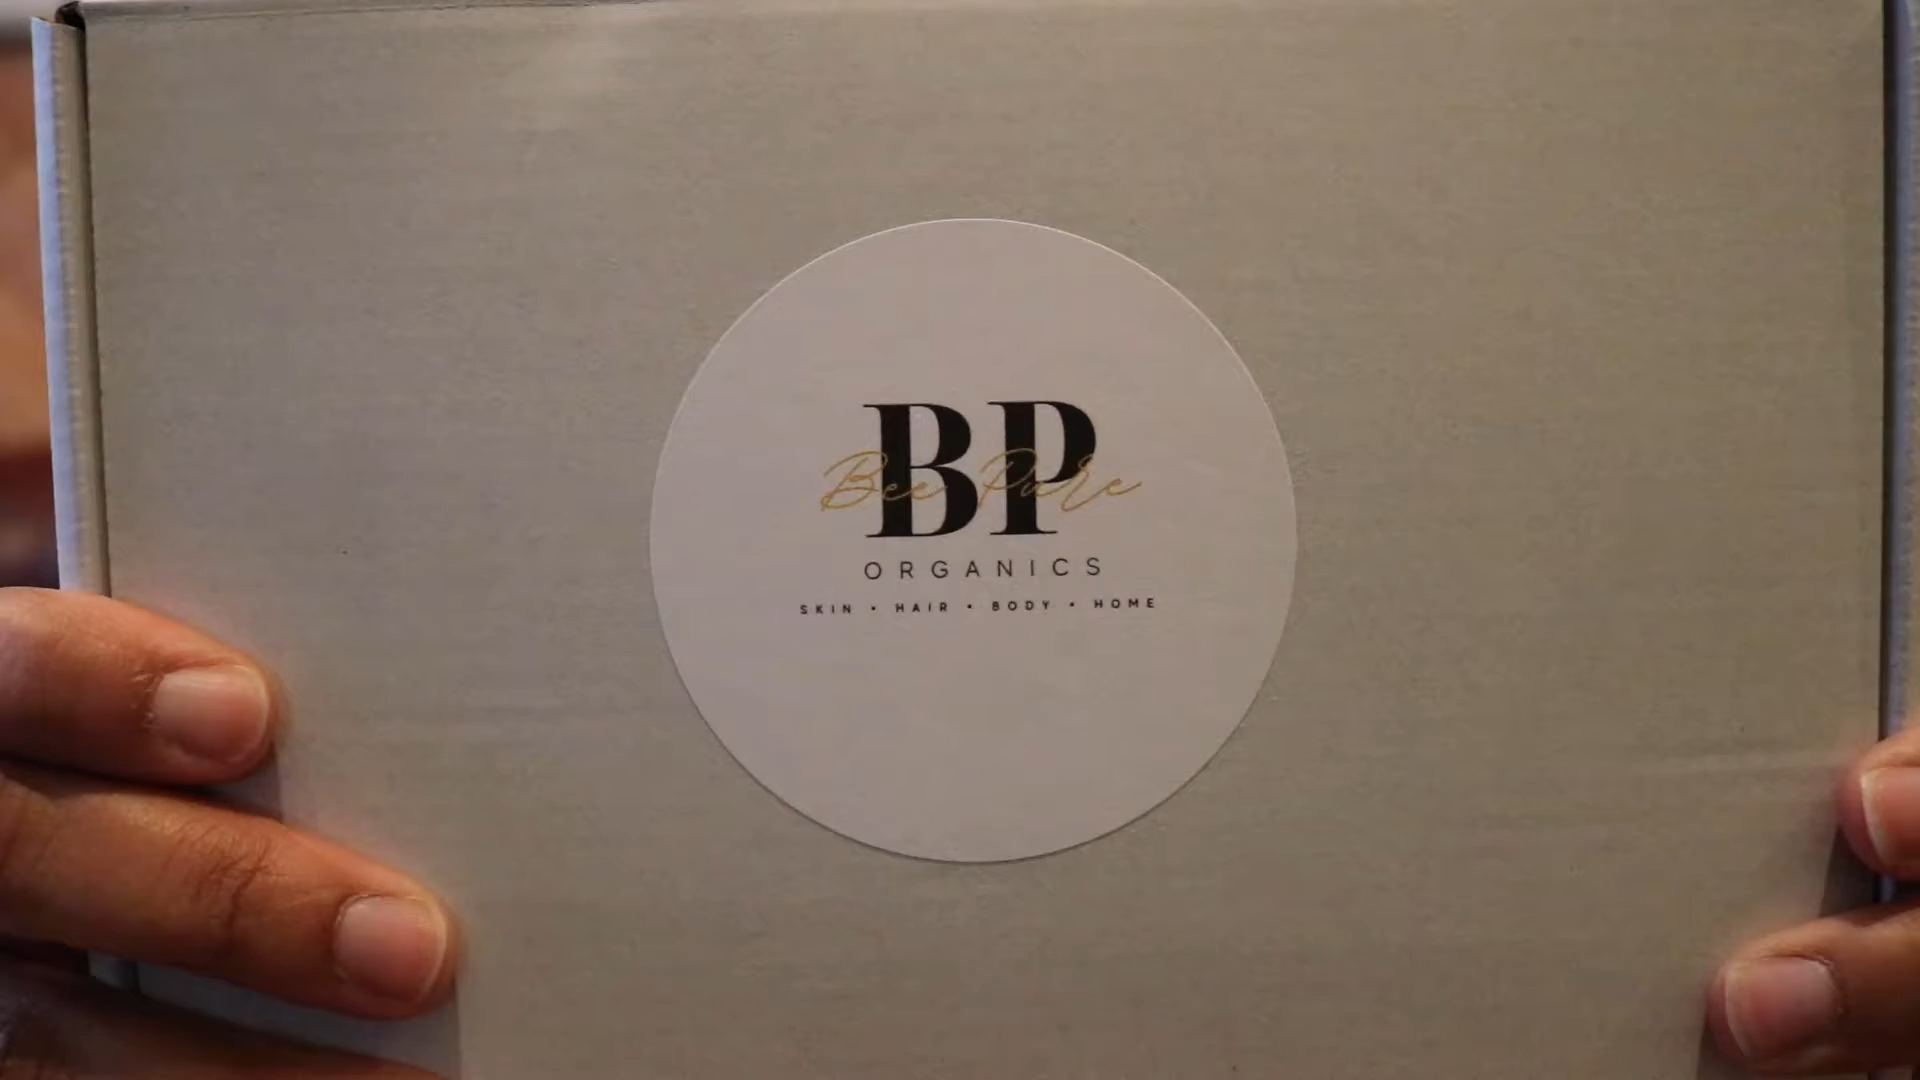 BP
Bee Pure
ORGANICS
SKIN • HAIR • BODY • HOME